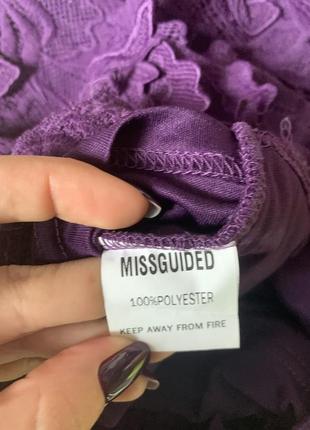 MISSGUIDED
100%POLYESTER
KEEP AWAY FROM FIRE